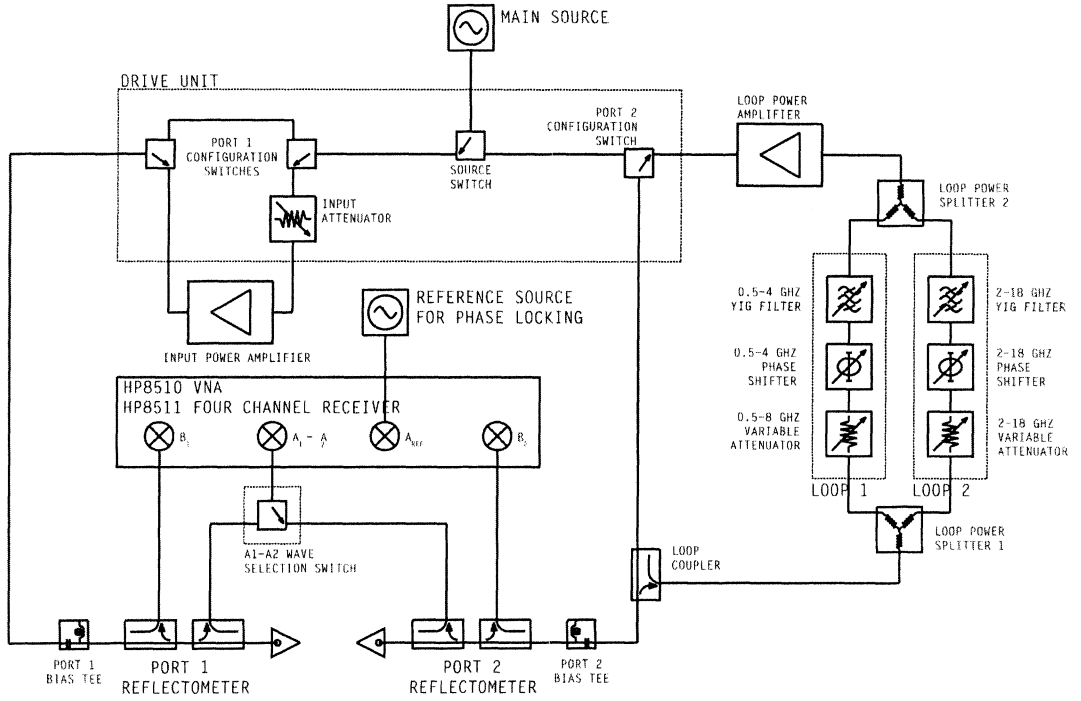 MAIN SOURCE
DRIVE UNIT
PORT 1
CONFIGURATION
SWITCHES
SOURCE
SWITCH
PORT 2
CONFIGURATION
SWITCH
LOOP POWER
AMPLIFIER
LOOP POWER
SPLITTER 2
INPUT
ATTENUATOR
INPUT POWER AMPLIFIER
REFERENCE SOURCE
FOR PHASE LOCKING
0.5-4 GHZ
YIG FILTER
2-18 GHZ
YIG FILTER
0.5-4 GHZ
PHASE
SHIFTER
2-18 GHZ
PHASE
SHIFTER
0.5-8 GHZ
VARIABLE
ATTENUATOR
2-18 GHZ
VARIABLE
ATTENUATOR
LOOP 1
LOOP 2
HP8510 VNA
HP8511 FOUR CHANNEL RECEIVER
B1
A1 - A2
AREF
B2
A1-A2 WAVE
SELECTION SWITCH
LOOP
COUPLER
LOOP POWER
SPLITTER 1
PORT 1
BIAS TEE
PORT 1
REFLECTOMETER
PORT 2
REFLECTOMETER
PORT 2
BIAS TEE